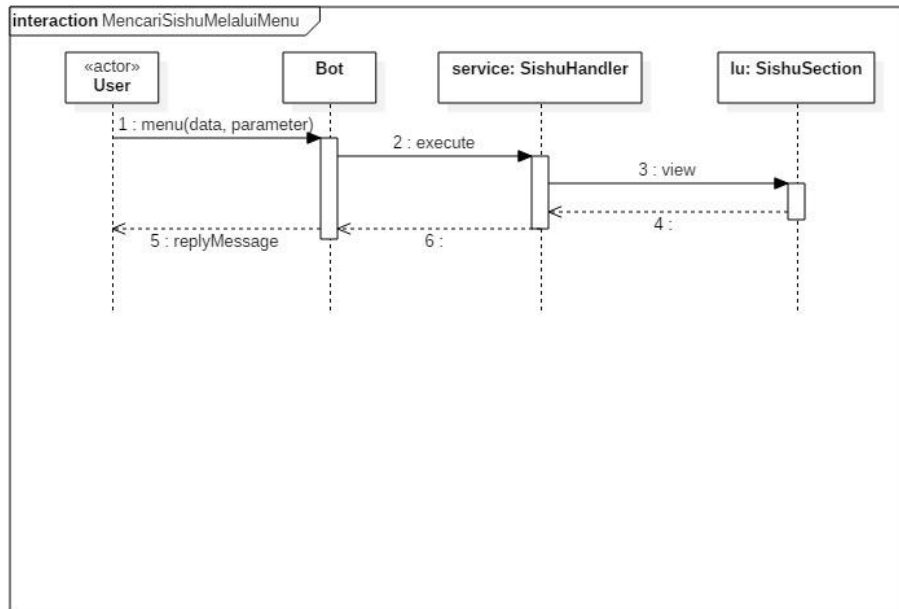 interaction MencariSishuMelaluiMenu
«actor»
User
Bot
service: SishuHandler
lu: SishuSection
1 : menu(data, parameter)
2 : execute
3 : view
4 :
5 : replyMessage
6 :